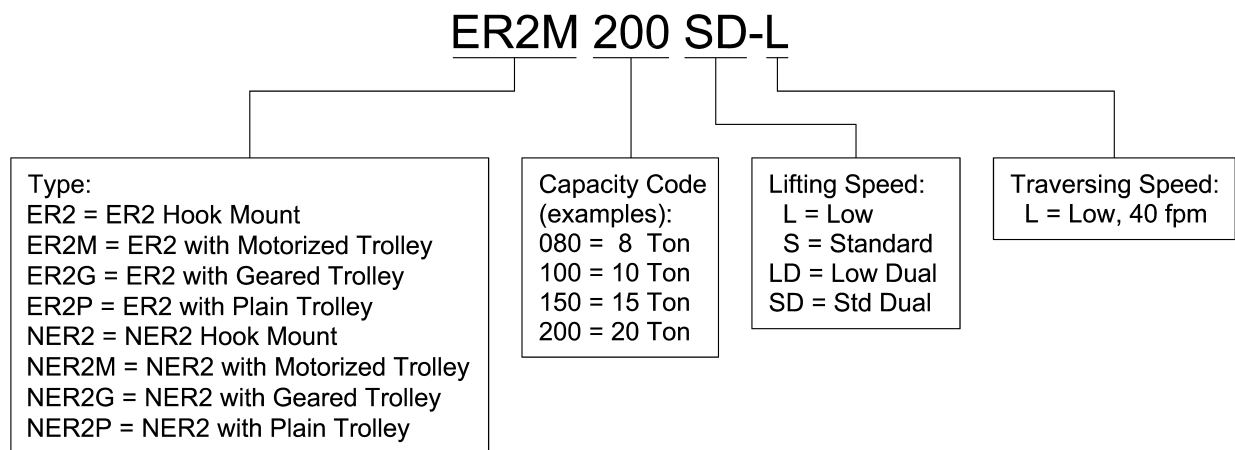 ER2M 200 SD-L
Type:
ER2 = ER2 Hook Mount
ER2M = ER2 with Motorized Trolley
ER2G = ER2 with Geared Trolley
ER2P = ER2 with Plain Trolley
NER2 = NER2 Hook Mount
NER2M = NER2 with Motorized Trolley
NER2G = NER2 with Geared Trolley
NER2P = NER2 with Plain Trolley
Capacity Code
(examples):
080 = 8 Ton
100 = 10 Ton
150 = 15 Ton
200 = 20 Ton
Lifting Speed:
L = Low
S = Standard
LD = Low Dual
SD = Std Dual
Traversing Speed:
L = Low, 40 fpm